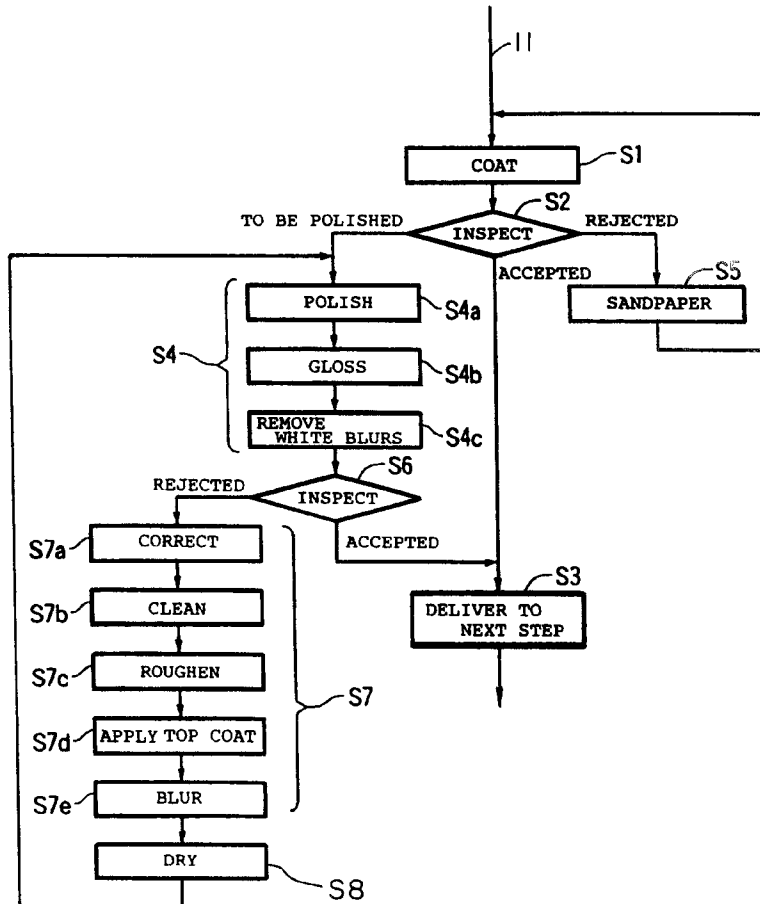 11
COAT
S1
S2
TO BE POLISHED
INSPECT
REJECTED
ACCEPTED
S5
SANDPAPER
POLISH
S4a
S4
GLOSS
S4b
REMOVE
WHITE BLURS
S4c
S6
REJECTED
INSPECT
ACCEPTED
S7a
CORRECT
S3
DELIVER TO
NEXT STEP
S7b
CLEAN
S7c
ROUGHEN
S7
S7d
APPLY TOP COAT
S7e
BLUR
DRY
S8